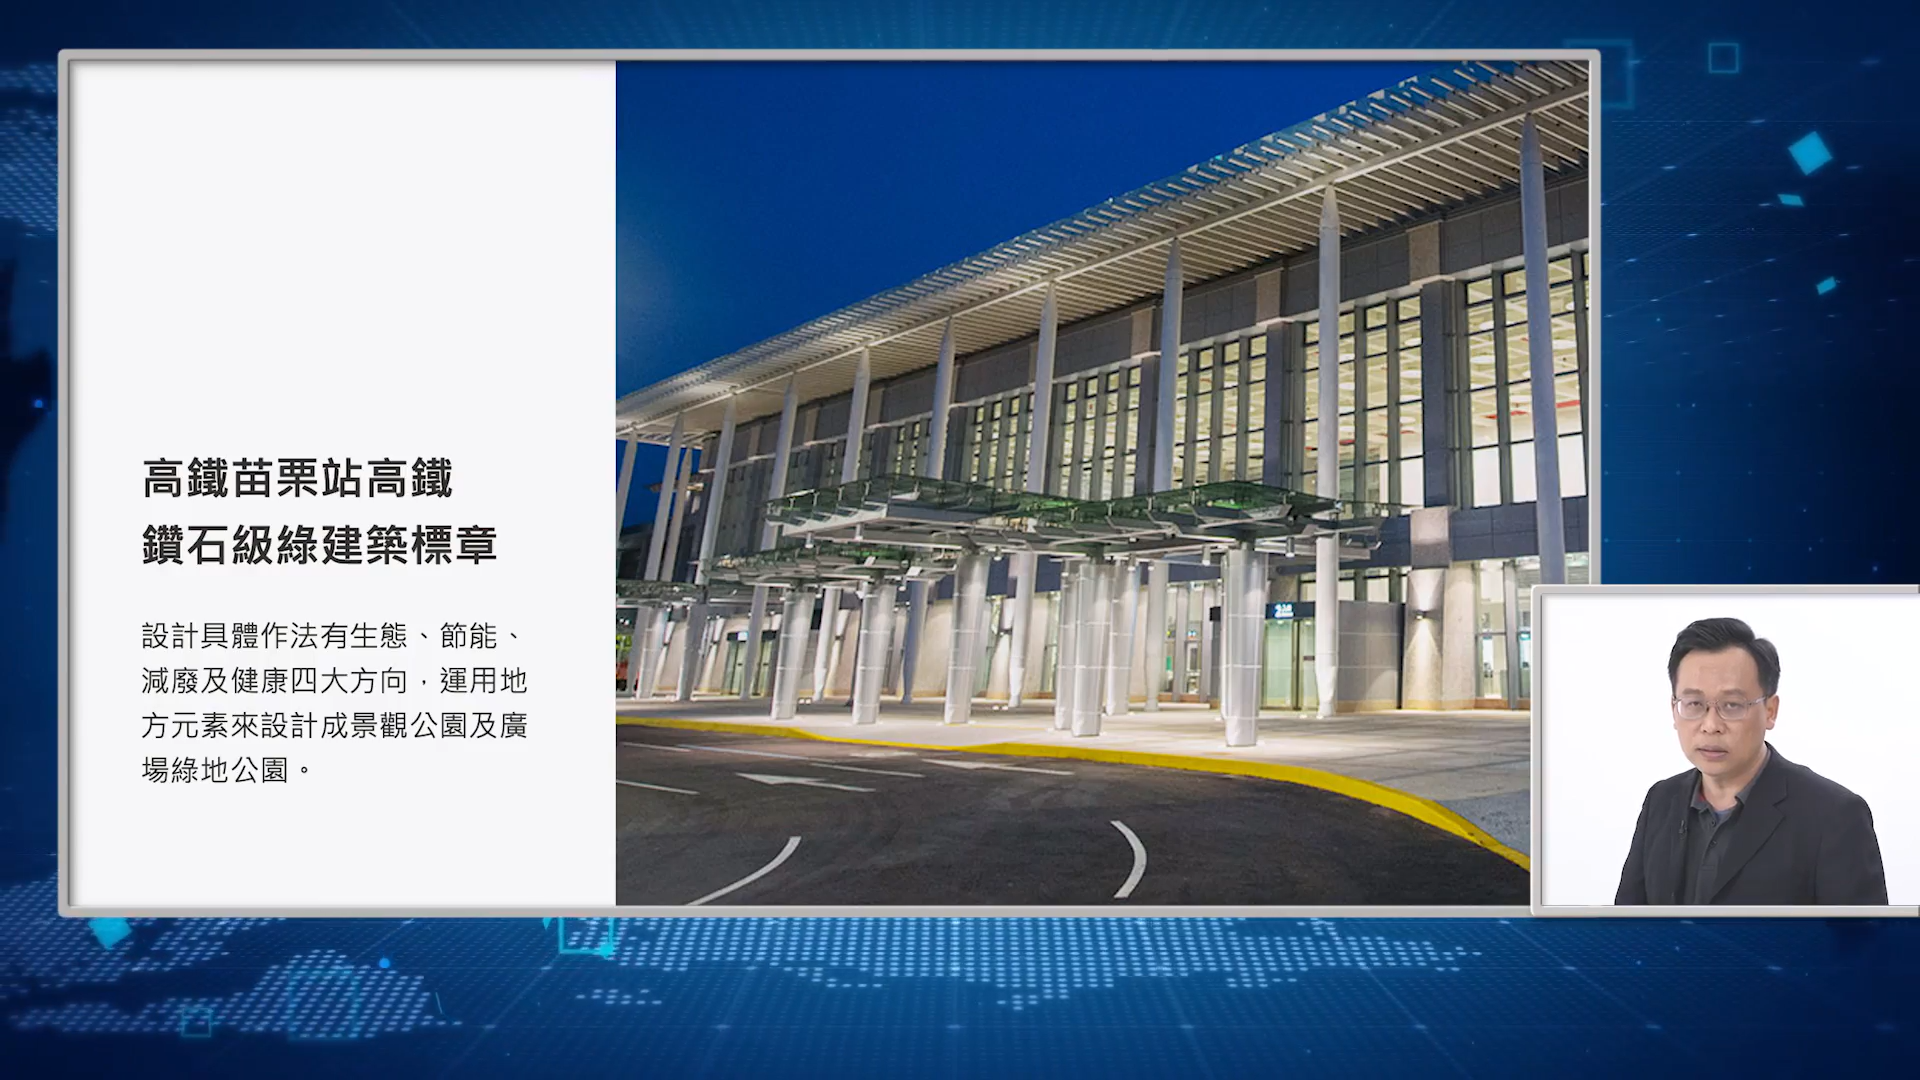 高鐵苗栗站高鐵
鑽石級綠建築標章
設計具體作法有生態、節能、
減廢及健康四大方向，運用地
方元素來設計成景觀公園及廣
場綠地公園。